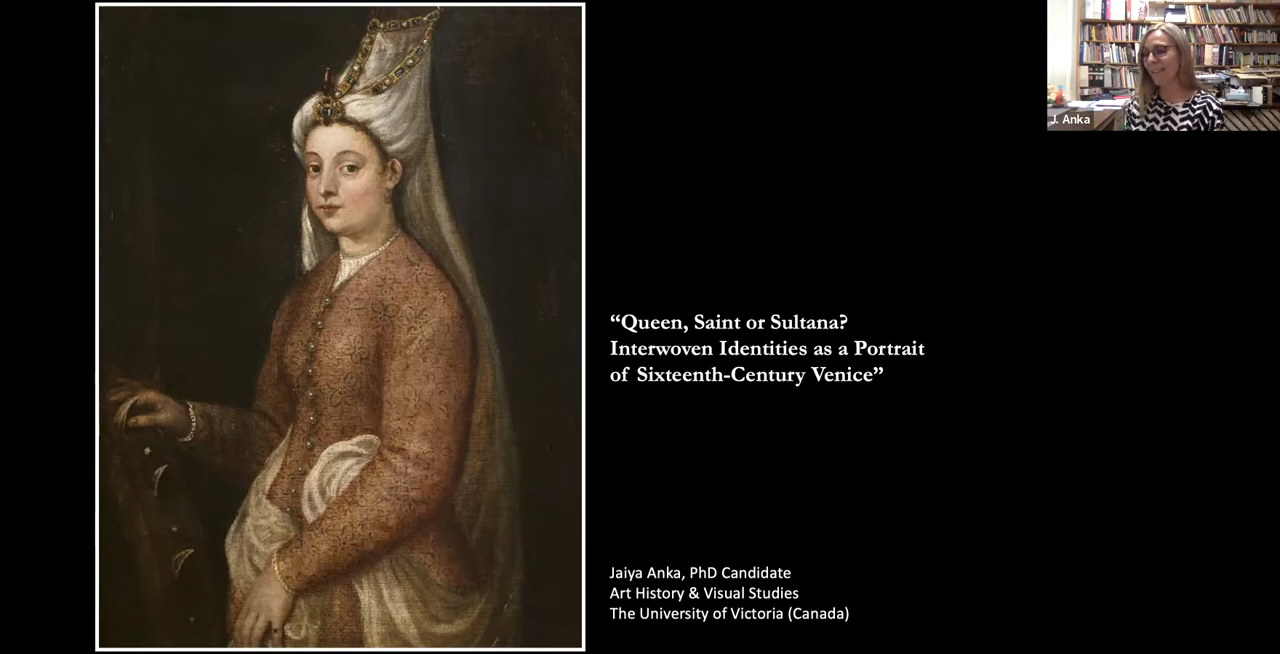 J. Anka
“Queen, Saint or Sultana?
Interwoven Identities as a Portrait
of Sixteenth-Century Venice”
Jaiya Anka, PhD Candidate
Art History & Visual Studies
The University of Victoria (Canada)